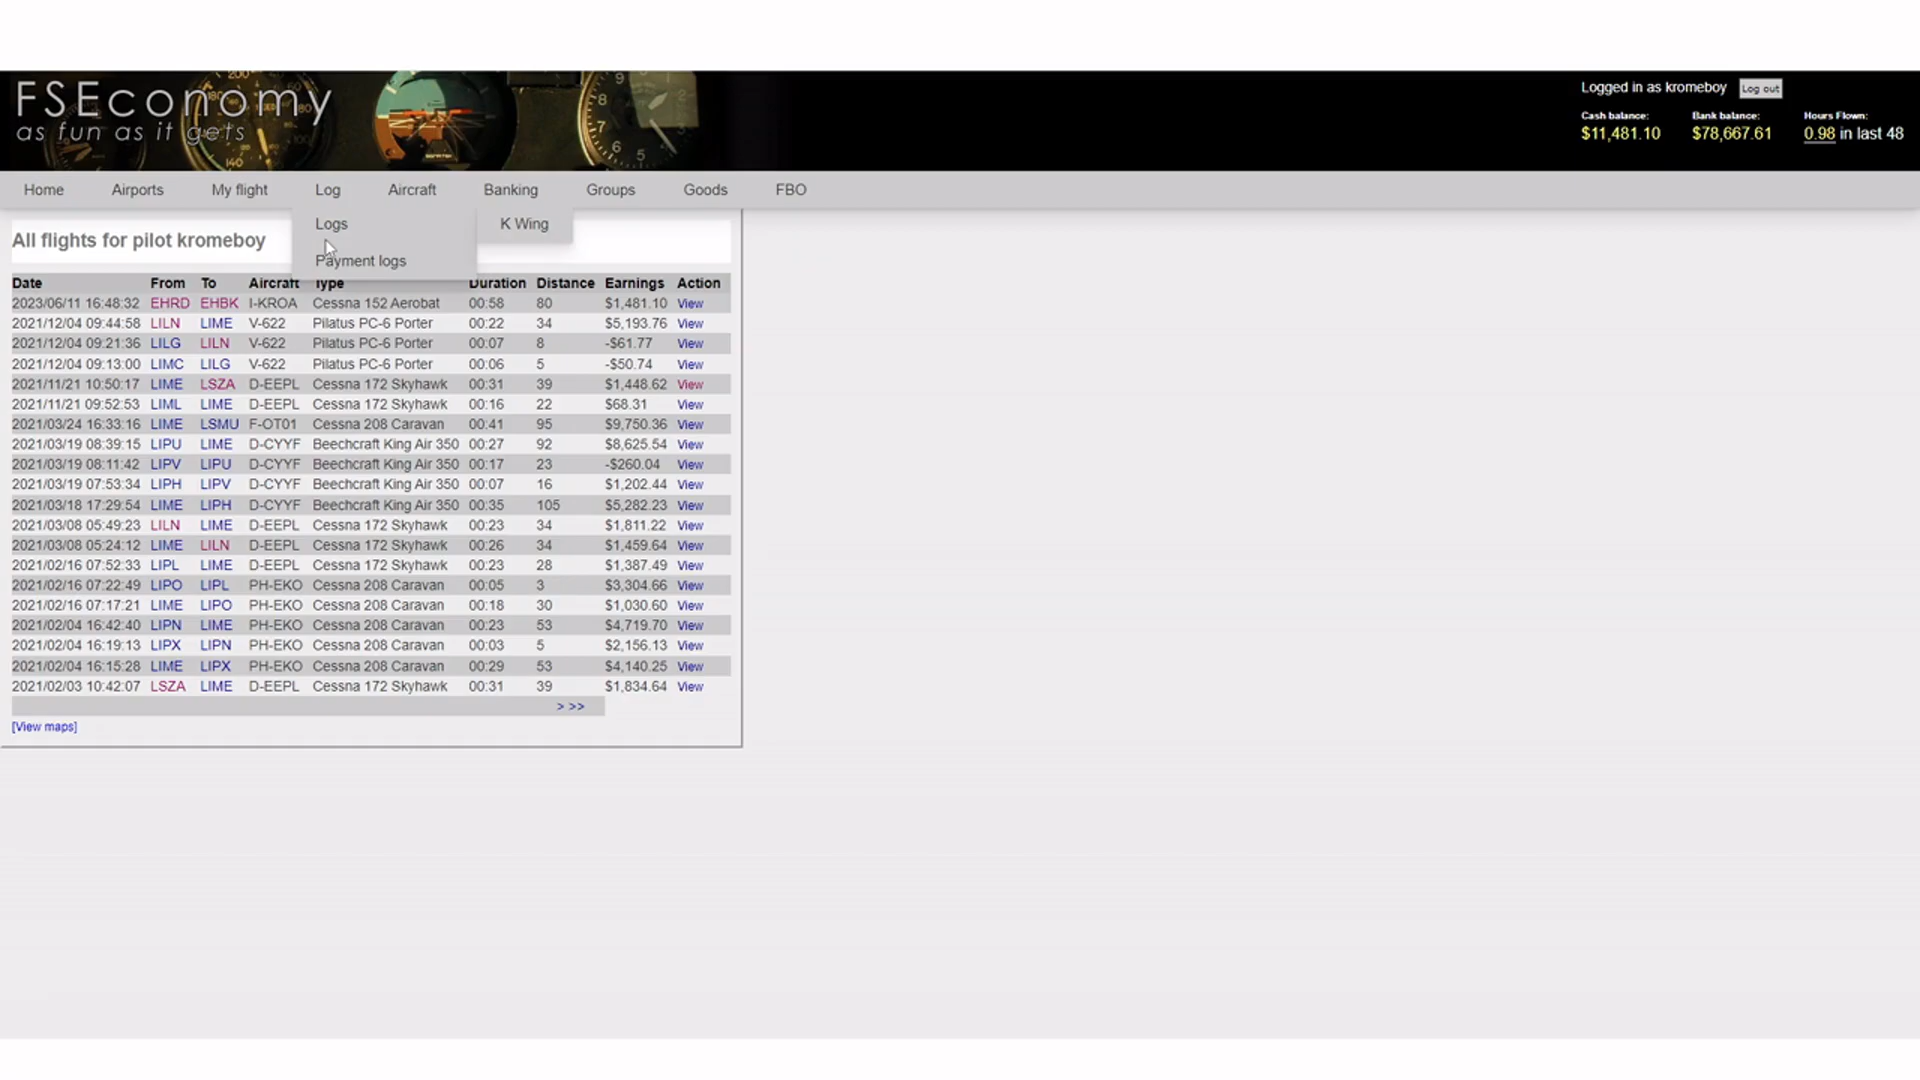 FSEconomy
as fun as it gets
200
180
160
140
9
8
7
6
5
Logged in as kromeboy Log out
Cash balance: Bank balance: Hours Flown:
$11,481.10 $78,667.61 0.98 in last 48
Home Airports My flight Log Aircraft Banking Groups Goods FBO
Logs K Wing
All flights for pilot kromeboy
Payment logs
Date From To Aircraft Type Duration Distance Earnings Action
2023/06/11 16:48:32 EHRD EHBK I-KROA Cessna 152 Aerobat 00:58 80 $1,481.10 View
2021/12/04 09:44:58 LILN LIME V-622 Pilatus PC-6 Porter 00:22 34 $5,193.76 View
2021/12/04 09:21:36 LILG LILN V-622 Pilatus PC-6 Porter 00:07 8 -$61.77 View
2021/12/04 09:13:00 LIMC LILG V-622 Pilatus PC-6 Porter 00:06 5 -$50.74 View
2021/11/21 10:50:17 LIME LSZA D-EEPL Cessna 172 Skyhawk 00:31 39 $1,448.62 View
2021/11/21 09:52:53 LIML LIME D-EEPL Cessna 172 Skyhawk 00:16 22 $68.31 View
2021/03/24 16:33:16 LIME LSMU F-OT01 Cessna 208 Caravan 00:41 95 $9,750.36 View
2021/03/19 08:39:15 LIPU LIME D-CYYF Beechcraft King Air 350 00:27 92 $8,625.54 View
2021/03/19 08:11:42 LIPV LIPU D-CYYF Beechcraft King Air 350 00:17 23 -$260.04 View
2021/03/19 07:53:34 LIPH LIPV D-CYYF Beechcraft King Air 350 00:07 16 $1,202.44 View
2021/03/18 17:29:54 LIME LIPH D-CYYF Beechcraft King Air 350 00:35 105 $5,282.23 View
2021/03/08 05:49:23 LILN LIME D-EEPL Cessna 172 Skyhawk 00:23 34 $1,811.22 View
2021/03/08 05:24:12 LIME LILN D-EEPL Cessna 172 Skyhawk 00:26 34 $1,459.64 View
2021/02/16 07:52:33 LIPL LIME D-EEPL Cessna 172 Skyhawk 00:23 28 $1,387.49 View
2021/02/16 07:22:49 LIPO LIPL PH-EKO Cessna 208 Caravan 00:05 3 $3,304.66 View
2021/02/16 07:17:21 LIME LIPO PH-EKO Cessna 208 Caravan 00:18 30 $1,030.60 View
2021/02/04 16:42:40 LIPN LIME PH-EKO Cessna 208 Caravan 00:23 53 $4,719.70 View
2021/02/04 16:19:13 LIPX LIPN PH-EKO Cessna 208 Caravan 00:03 5 $2,156.13 View
2021/02/04 16:15:28 LIME LIPX PH-EKO Cessna 208 Caravan 00:29 53 $4,140.25 View
2021/02/03 10:42:07 LSZA LIME D-EEPL Cessna 172 Skyhawk 00:31 39 $1,834.64 View
> >>
[View maps]